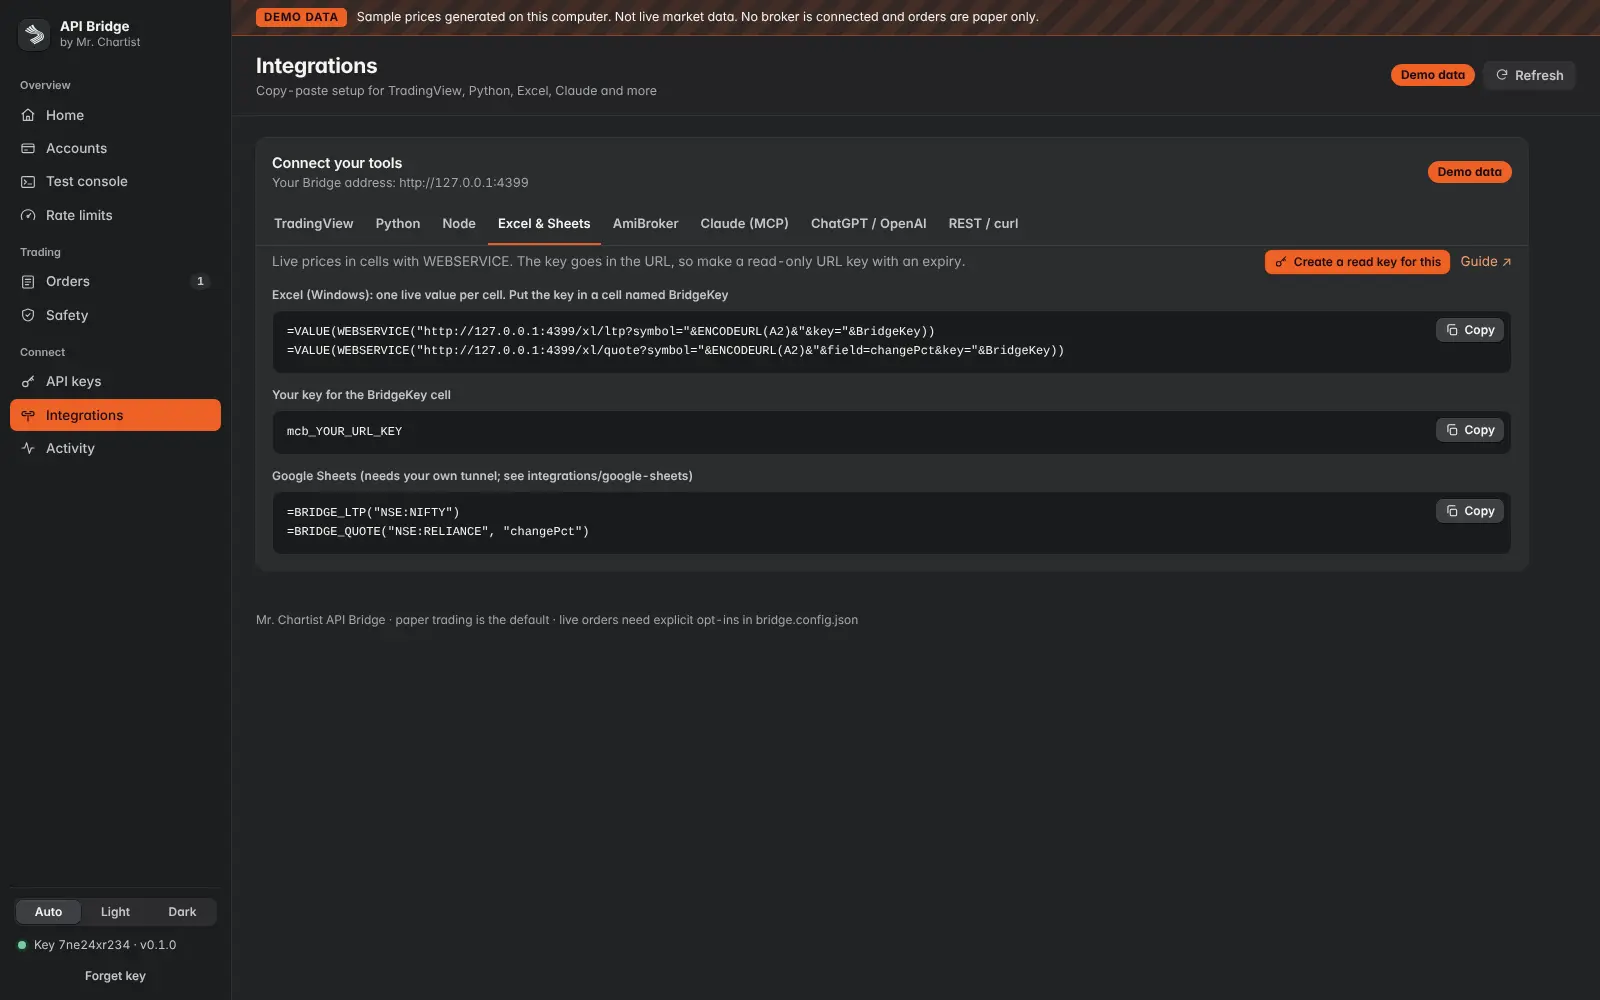 API Bridge
by Mr. Chartist
Overview
Home
Accounts
Test console
Rate limits
Trading
Orders 1
Safety
Connect
API keys
Integrations
Activity
Auto Light Dark
Key 7ne24xr234 · v0.1.0
Forget key
DEMO DATA Sample prices generated on this computer. Not live market data. No broker is connected and orders are paper only.
Integrations
Copy-paste setup for TradingView, Python, Excel, Claude and more
Demo data Refresh
Connect your tools
Your Bridge address: http://127.0.0.1:4399
Demo data
TradingView Python Node Excel & Sheets AmiBroker Claude (MCP) ChatGPT / OpenAI REST / curl
Live prices in cells with WEBSERVICE. The key goes in the URL, so make a read-only URL key with an expiry.
Create a read key for this Guide ↗
Excel (Windows): one live value per cell. Put the key in a cell named BridgeKey
=VALUE(WEBSERVICE("http://127.0.0.1:4399/xl/ltp?symbol="&ENCODEURL(A2)&"&key="&BridgeKey))
=VALUE(WEBSERVICE("http://127.0.0.1:4399/xl/quote?symbol="&ENCODEURL(A2)&"&field=changePct&key="&BridgeKey))
Copy
Your key for the BridgeKey cell
mcb_YOUR_URL_KEY
Copy
Google Sheets (needs your own tunnel; see integrations/google-sheets)
=BRIDGE_LTP("NSE:NIFTY")
=BRIDGE_QUOTE("NSE:RELIANCE", "changePct")
Copy
Mr. Chartist API Bridge · paper trading is the default · live orders need explicit opt-ins in bridge.config.json